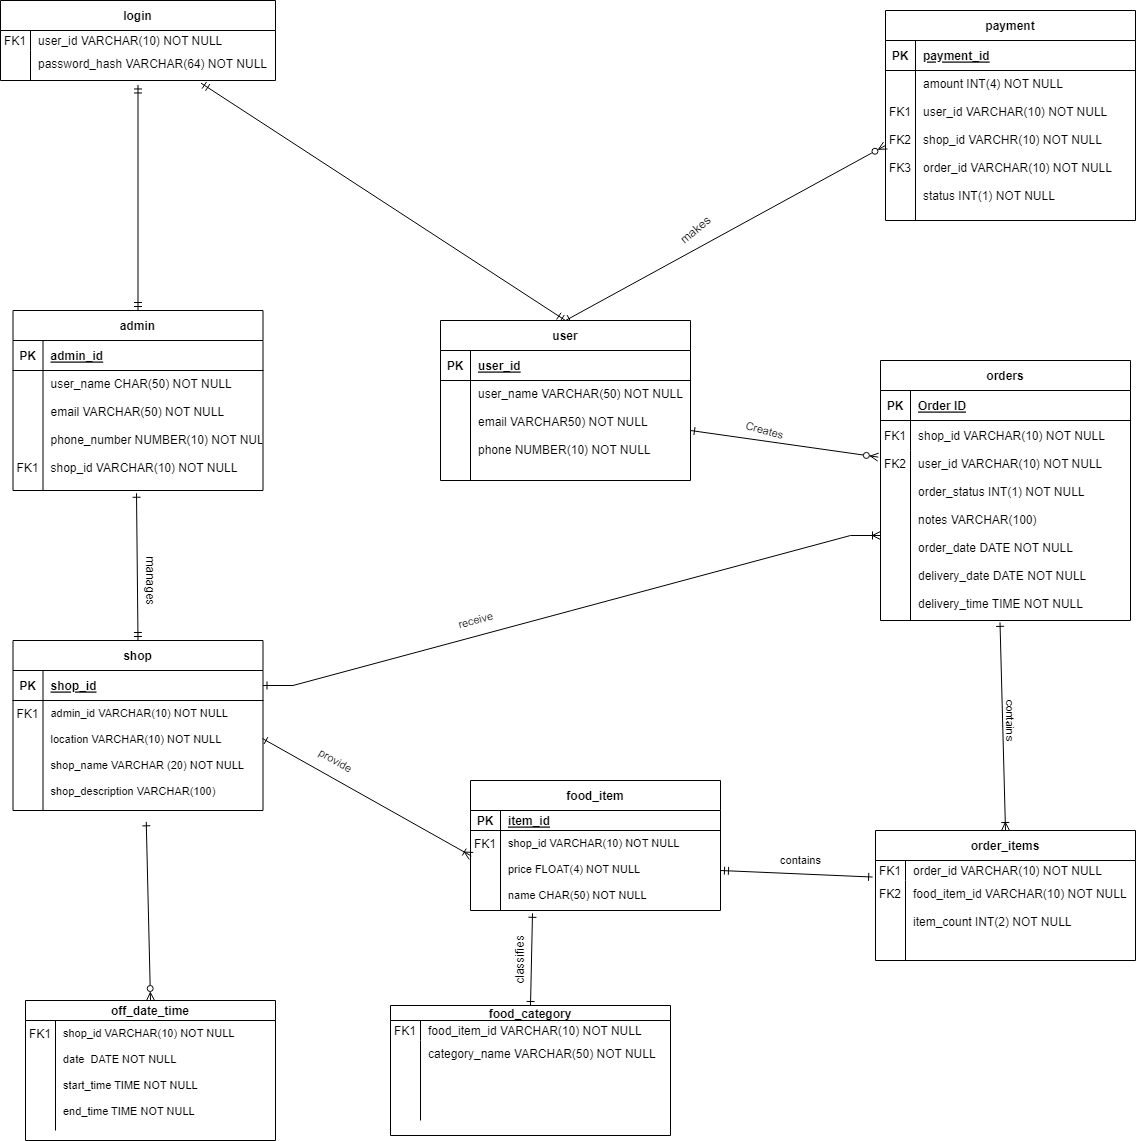 login
FK1 user_id VARCHAR(10) NOT NULL
password_hash VARCHAR(64) NOT NULL
payment
PK payment_id
amount INT(4) NOT NULL
FK1 user_id VARCHAR(10) NOT NULL
FK2 shop_id VARCHR(10) NOT NULL
FK3 order_id VARCHAR(10) NOT NULL
status INT(1) NOT NULL
makes
admin
PK admin_id
user_name CHAR(50) NOT NULL
email VARCHAR(50) NOT NULL
phone_number NUMBER(10) NOT NUL
FK1 shop_id VARCHAR(10) NOT NULL
user
PK user_id
user_name VARCHAR(50) NOT NULL
email VARCHAR50) NOT NULL
phone NUMBER(10) NOT NULL
Creates
orders
PK Order ID
FK1 shop_id VARCHAR(10) NOT NULL
FK2 user_id VARCHAR(10) NOT NULL
order_status INT(1) NOT NULL
notes VARCHAR(100)
order_date DATE NOT NULL
delivery_date DATE NOT NULL
delivery_time TIME NOT NULL
manages
receive
shop
PK shop_id
FK1 admin_id VARCHAR(10) NOT NULL
location VARCHAR(10) NOT NULL
shop_name VARCHAR (20) NOT NULL
shop_description VARCHAR(100)
provide
contains
food_item
PK item_id
FK1 shop_id VARCHAR(10) NOT NULL
price FLOAT(4) NOT NULL
name CHAR(50) NOT NULL
contains
order_items
FK1 order_id VARCHAR(10) NOT NULL
FK2 food_item_id VARCHAR(10) NOT NULL
item_count INT(2) NOT NULL
classifies
off_date_time
FK1 shop_id VARCHAR(10) NOT NULL
date DATE NOT NULL
start_time TIME NOT NULL
end_time TIME NOT NULL
food_category
FK1 food_item_id VARCHAR(10) NOT NULL
category_name VARCHAR(50) NOT NULL